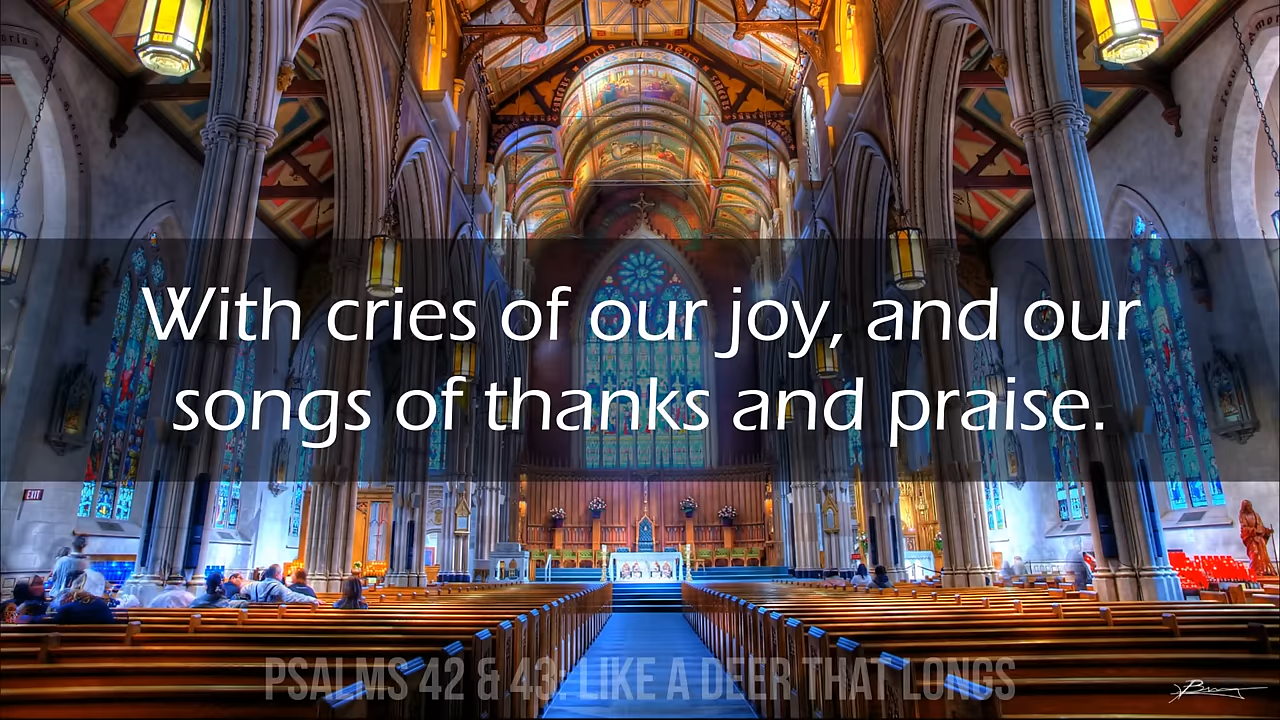 With cries of our joy, and our
songs of thanks and praise.
EXIT
PSALMS 42 & 43: LIKE A DEER THAT LONGS